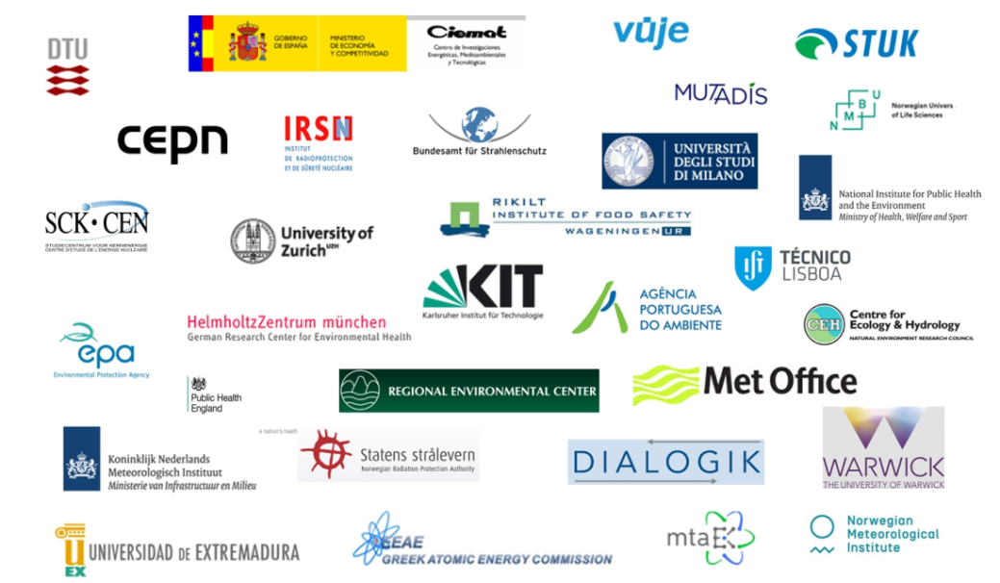 DTU
GOBIERNO
DE ESPAÑA
MINISTERIO
DE ECONOMÍA
Y COMPETITIVIDAD
Ciemat
Centro de Investigaciones
Energéticas, Medioambientales
y Tecnológicas
vúje
STUK
MUTADIS
NMBU
Norwegian Univers
of Life Sciences
cepn
IRSN
INSTITUT
DE RADIOPROTECTION
ET DE SÛRETÉ NUCLÉAIRE
Bundesamt für Strahlenschutz
UNIVERSITÀ
DEGLI STUDI
DI MILANO
National Institute for Public Health
and the Environment
Ministry of Health, Welfare and Sport
SCK•CEN
STUDIECENTRUM VOOR KERNENERGIE
CENTRE D'ETUDE DE L'ENERGIE NUCLEAIRE
University of
Zurich UZH
RIKILT
INSTITUTE OF FOOD SAFETY
WAGENINGEN UR
TÉCNICO
LISBOA
KIT
Karlsruher Institut für Technologie
AGÊNCIA
PORTUGUESA
DO AMBIENTE
CEH
Centre for
Ecology & Hydrology
NATURAL ENVIRONMENT RESEARCH COUNCIL
HelmholtzZentrum münchen
German Research Center for Environmental Health
epa
Environmental Protection Agency
Public Health
England
REGIONAL ENVIRONMENTAL CENTER
Met Office
Koninklijk Nederlands
Meteorologisch Instituut
Ministerie van Infrastructuur en Milieu
e nation's healt
Statens strålevern
Norwegian Radiation Protection Authority
DIALOGIK
WARWICK
THE UNIVERSITY OF WARWICK
UEX
UNIVERSIDAD DE EXTREMADURA
EEAE
GREEK ATOMIC ENERGY COMMISSION
mta EK
Norwegian
Meteorological
Institute